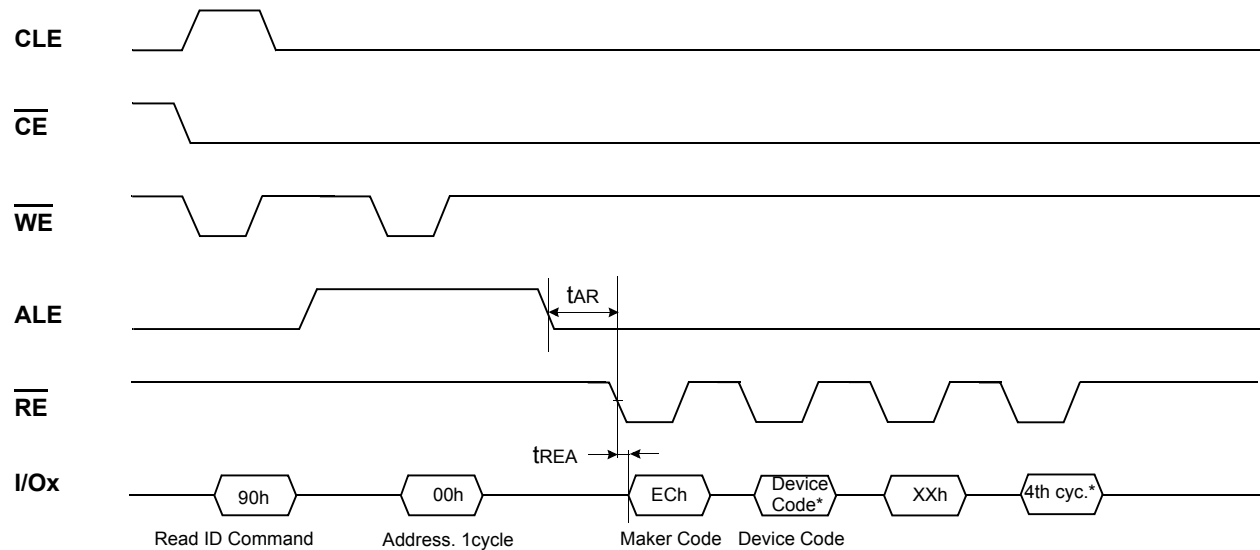 CLE
CE
WE
ALE
tAR
RE
tREA
I/Ox
90h
00h
ECh
Device
Code*
XXh
4th cyc.*
Read ID Command
Address. 1cycle
Maker Code
Device Code